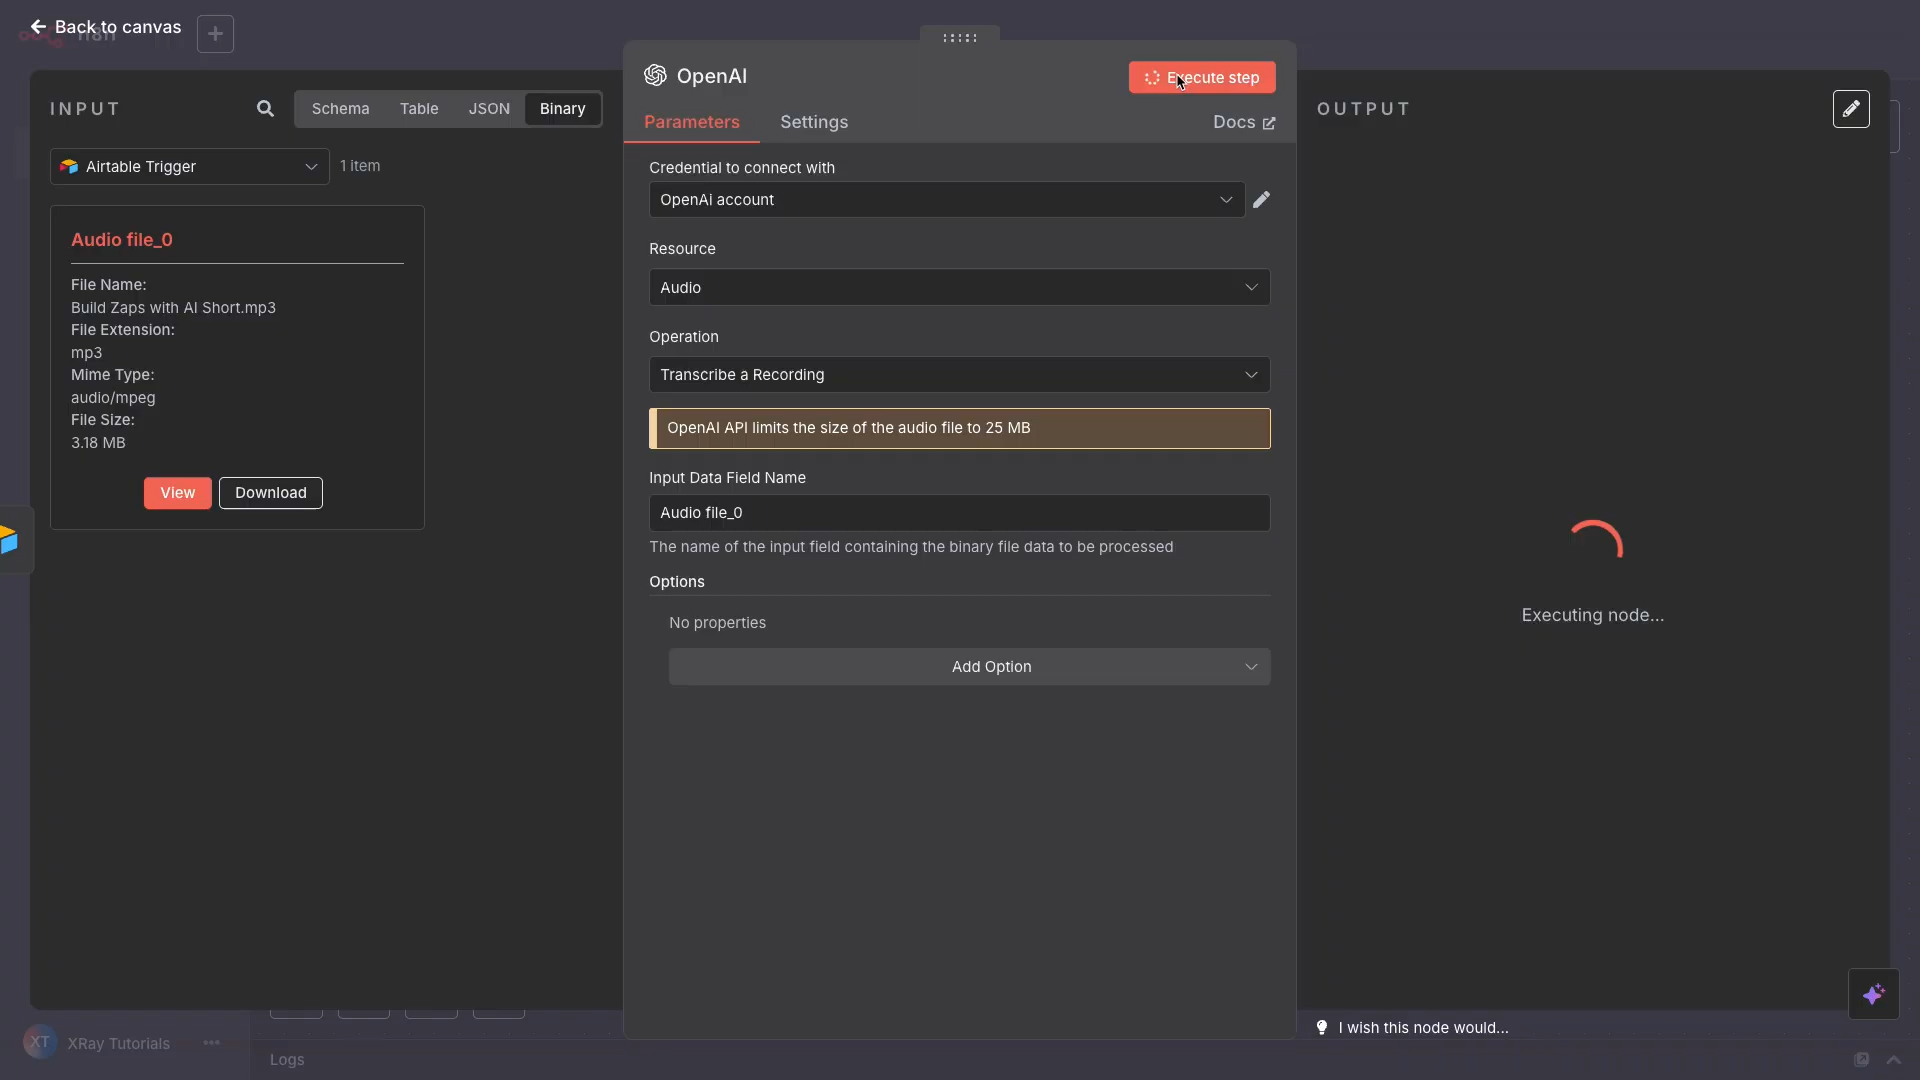 Back to canvas
n8n
INPUT
Schema
Table
JSON
Binary
Airtable Trigger
1 item
Audio file_0
File Name:
Build Zaps with AI Short.mp3
File Extension:
mp3
Mime Type:
audio/mpeg
File Size:
3.18 MB
View
Download
OpenAI
Execute step
Parameters
Settings
Docs
Credential to connect with
OpenAi account
Resource
Audio
Operation
Transcribe a Recording
OpenAI API limits the size of the audio file to 25 MB
Input Data Field Name
Audio file_0
The name of the input field containing the binary file data to be processed
Options
No properties
Add Option
OUTPUT
Executing node...
I wish this node would...
XT
XRay Tutorials
Logs